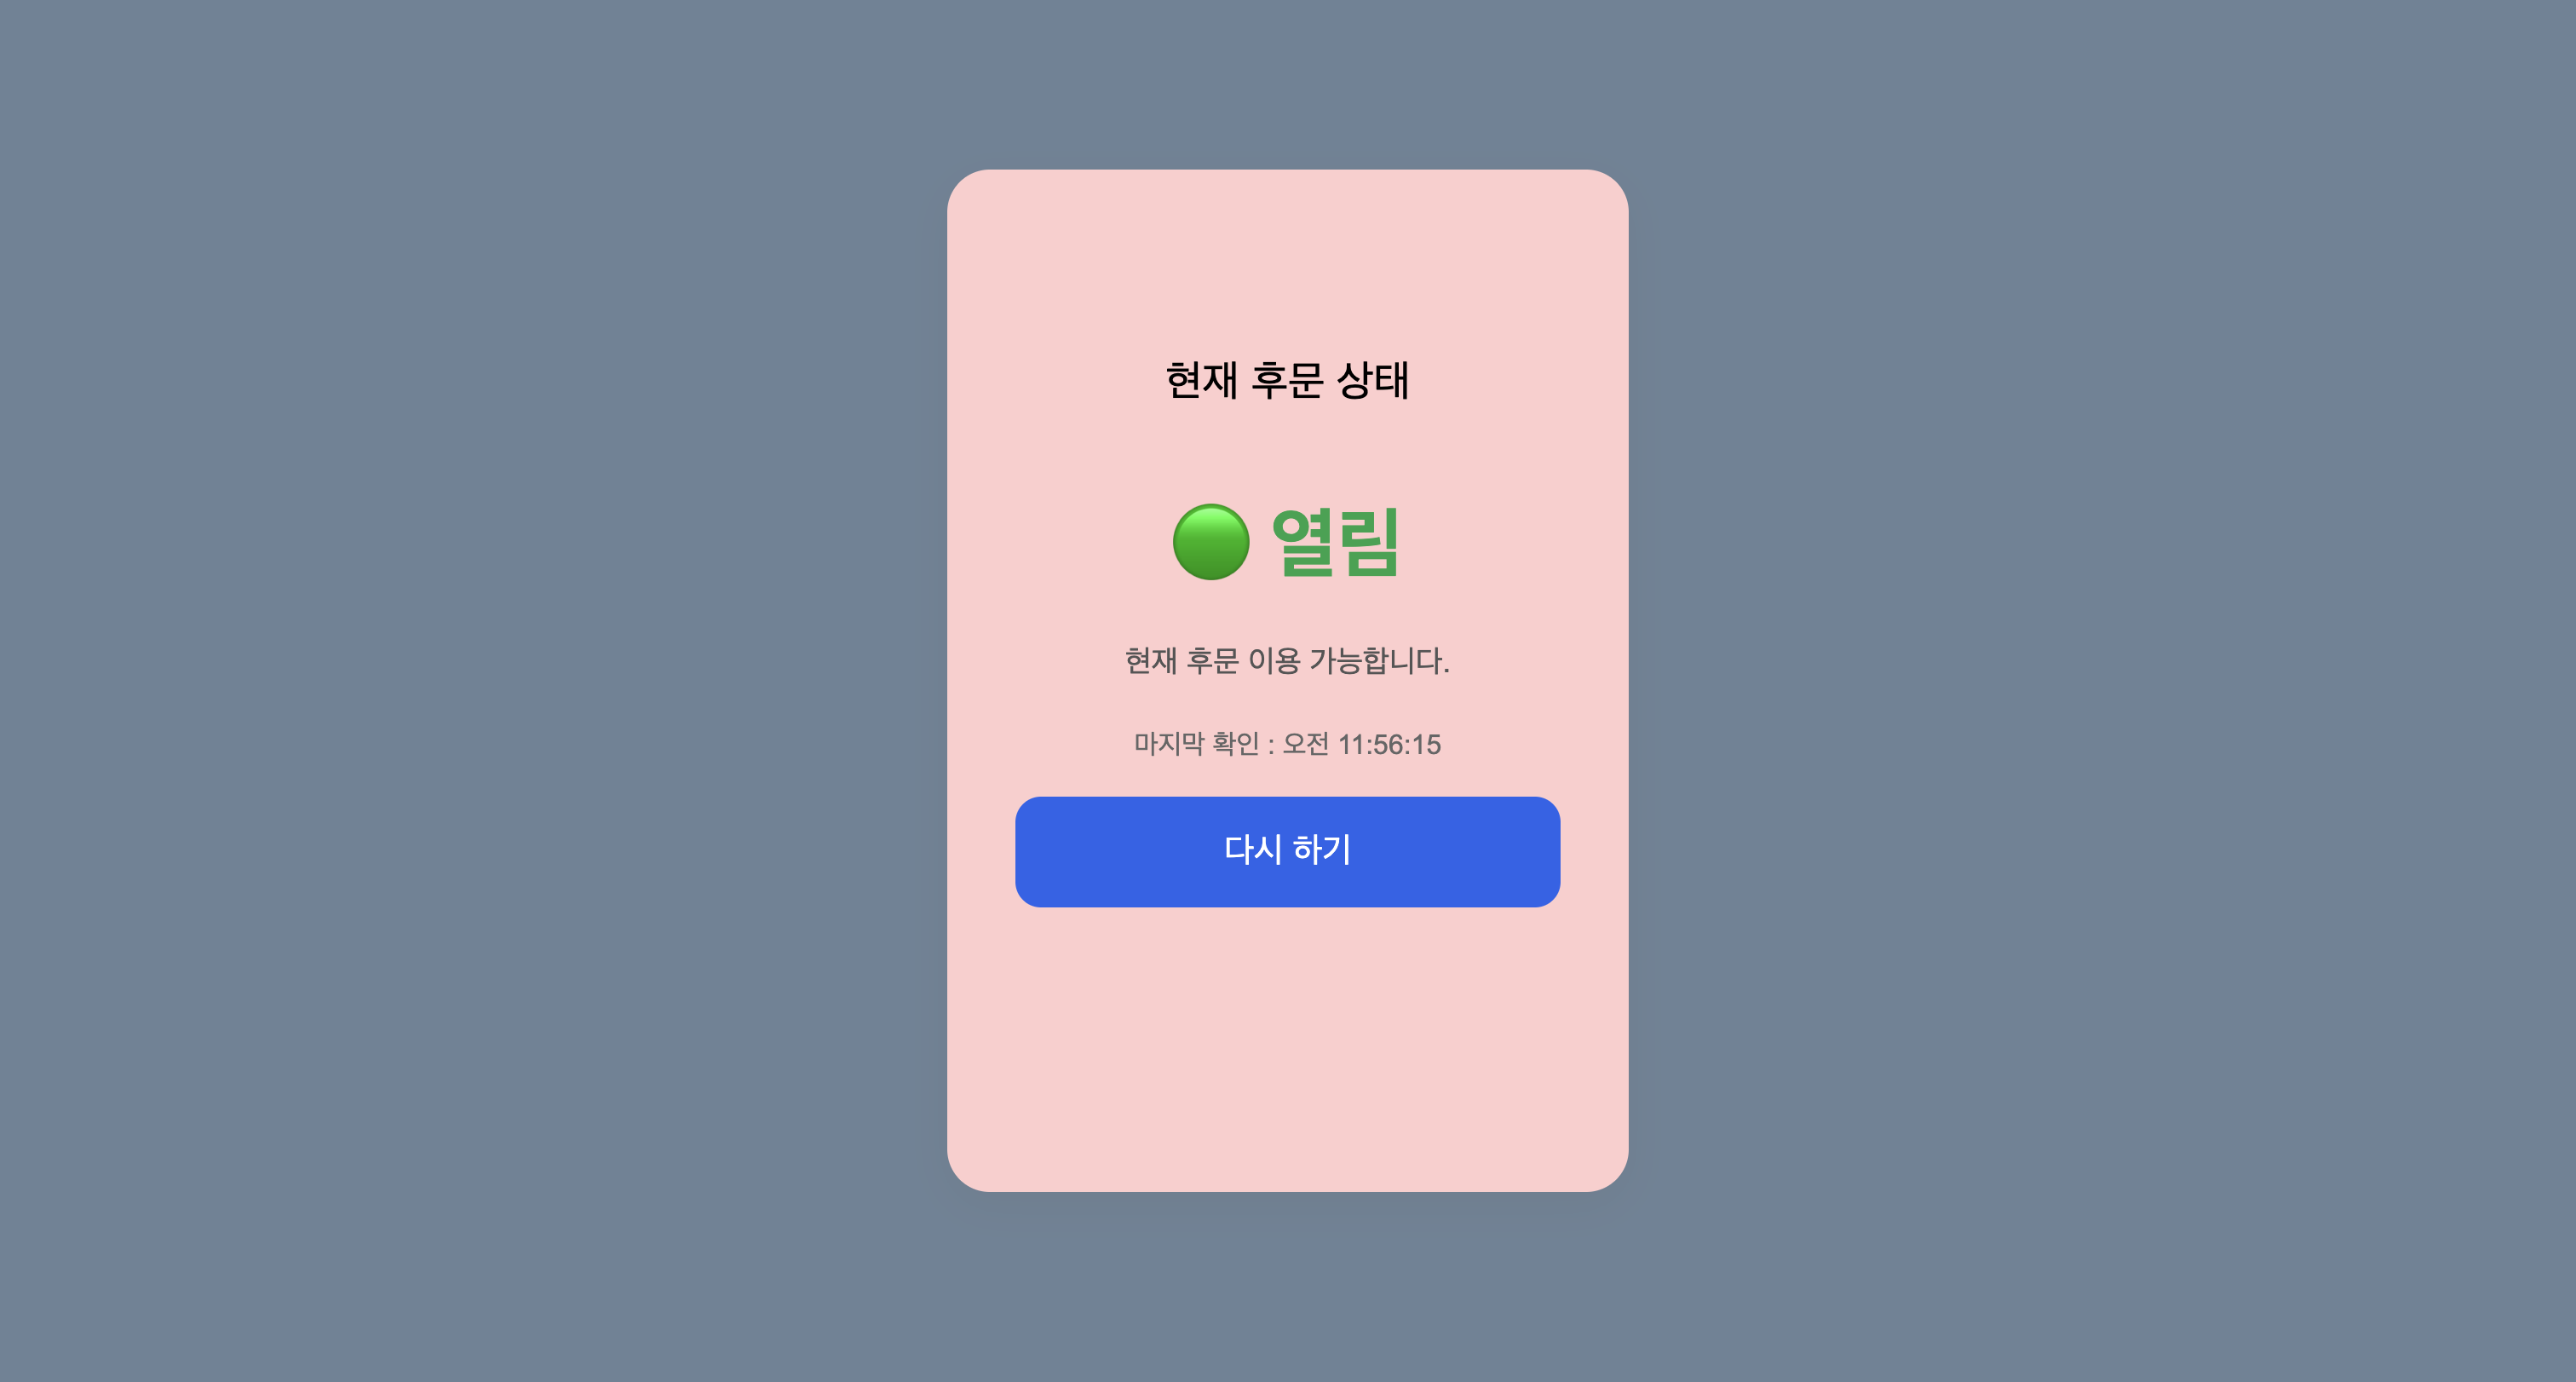 현재 후문 상태
열림
현재 후문 이용 가능합니다.
마지막 확인 : 오전 11:56:15
다시 하기